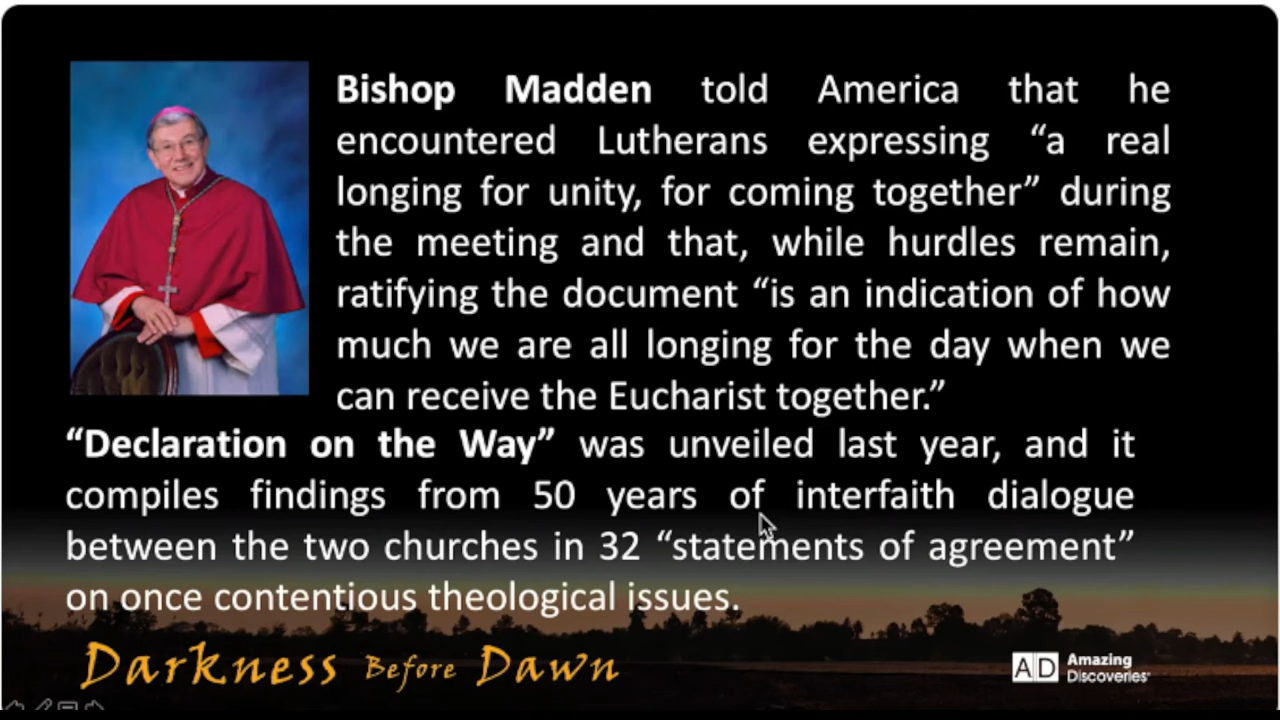 Bishop Madden told America that he
encountered Lutherans expressing “a real
longing for unity, for coming together” during
the meeting and that, while hurdles remain,
ratifying the document “is an indication of how
much we are all longing for the day when we
can receive the Eucharist together.”
“Declaration on the Way” was unveiled last year, and it
compiles findings from 50 years of interfaith dialogue
between the two churches in 32 “statements of agreement”
on once contentious theological issues.
Darkness Before Dawn
AD Amazing
Discoveries